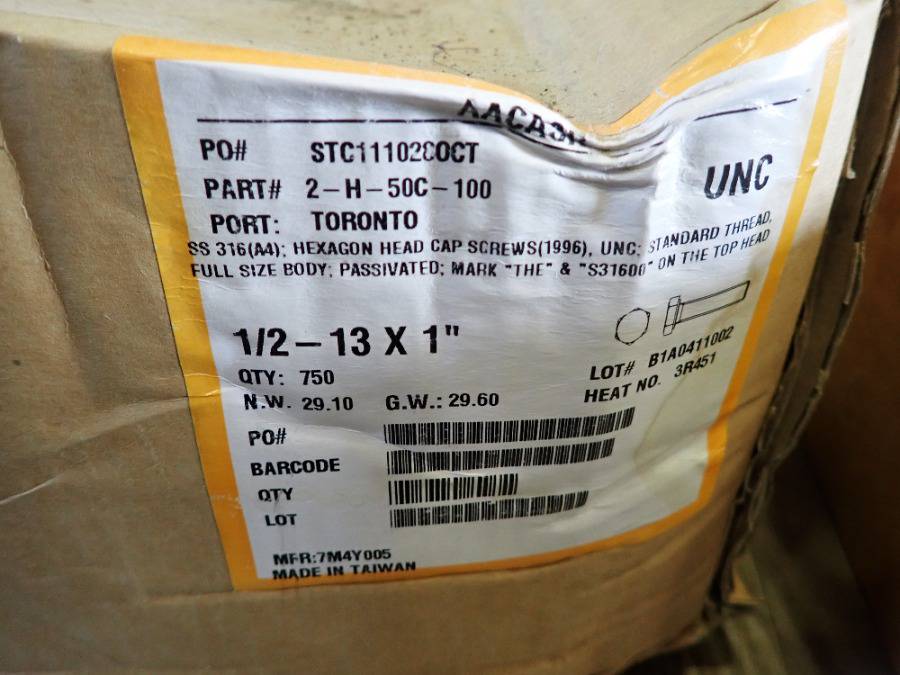 PO# STC111028OCT
PART# 2-H-50C-100 UNC
PORT: TORONTO
SS 316(A4); HEXAGON HEAD CAP SCREWS(1996), UNC; STANDARD THREAD,
FULL SIZE BODY; PASSIVATED; MARK "THE" & "S31600" ON THE TOP HEAD
1/2-13 X 1"
QTY: 750
N.W. 29.10 G.W.: 29.60
LOT# B1A0411002
HEAT NO. 3R451
PO#
BARCODE
QTY
LOT
MFR:7M4Y005
MADE IN TAIWAN